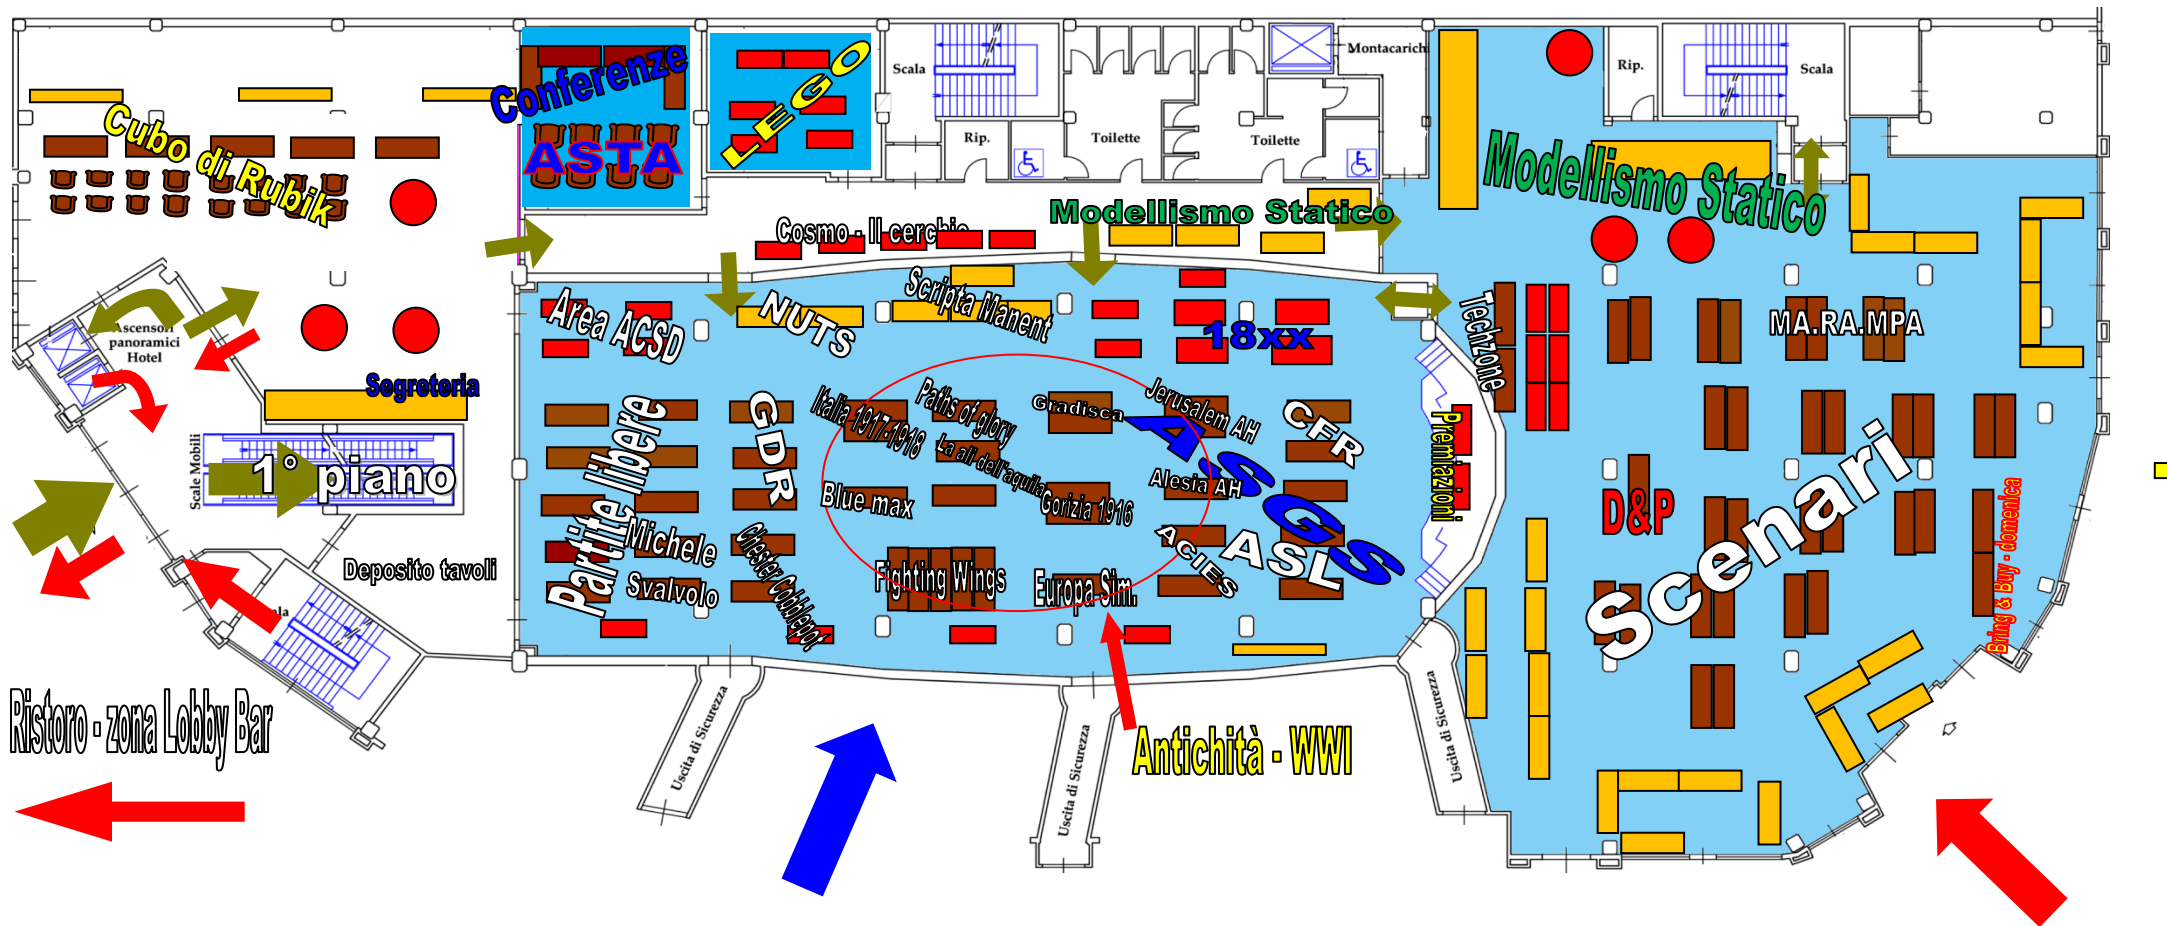 Cubo di Rubik
Conferenze
ASTA
LEGO
Scala
Rip.
Toilette
Toilette
Montacarichi
Rip.
Scala
Modellismo Statico
Modellismo Statico
Cosmo - Il cerchio
Ascensori
panoramici
Hotel
Segreteria
Scale Mobili
1° piano
Deposito tavoli
Area ACSD
NUTS
Scripta Manent
18xx
Techzone
MA.RA.MPA
Partite libere
GDR
Italia 1917-1918
Paths of glory
Gradisca
Jerusalem AH
CFR
La ali dell'aquila
Blue max
Gorizia 1916
Alesia AH
A.S.G.S
Premiazioni
D&P
Scenari
Michele
Svalvolo
Chester Cobblepot
Fighting Wings
Europa Sim.
ACIES
ASL
Bring & Buy - domenica
Ristoro - zona Lobby Bar
Uscita di Sicurezza
Uscita di Sicurezza
Uscita di Sicurezza
Antichità - WWI